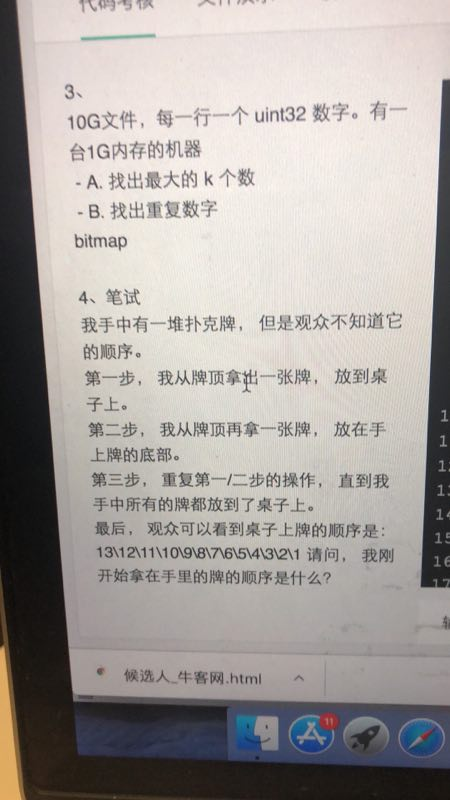 代码考核
3、
10G文件，每一行一个 uint32 数字。有一
台1G内存的机器
- A. 找出最大的 k 个数
- B. 找出重复数字
bitmap
4、笔试
我手中有一堆扑克牌， 但是观众不知道它
的顺序。
第一步， 我从牌顶拿出一张牌， 放到桌
子上。
第二步， 我从牌顶再拿一张牌， 放在手
上牌的底部。
第三步， 重复第一/二步的操作， 直到我
手中所有的牌都放到了桌子上。
最后， 观众可以看到桌子上牌的顺序是：
13\12\11\10\9\8\7\6\5\4\3\2\1 请问， 我刚
开始拿在手里的牌的顺序是什么？
14
15
16
17
候选人_牛客网.html
11